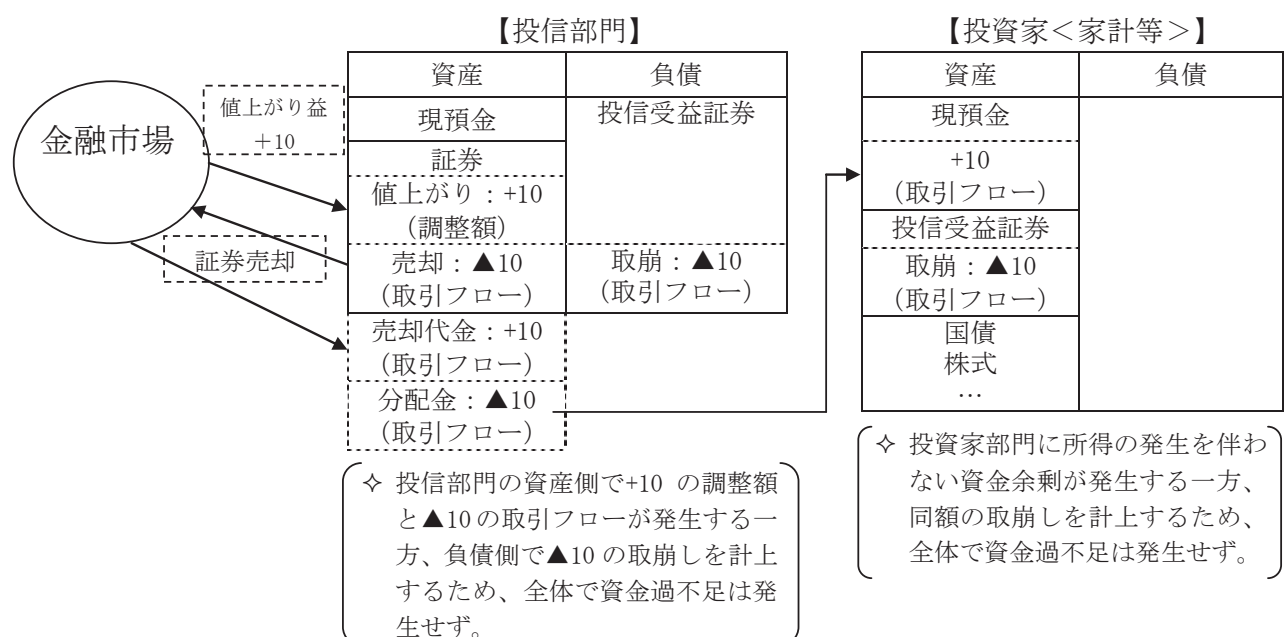 【投信部門】
資産
負債
金融市場
値上がり益
+10
証券売却
現預金
投信受益証券
証券
値上がり：+10
（調整額）
売却：▲10
(取引フロー)
取崩：▲10
(取引フロー)
売却代金：+10
（取引フロー）
分配金：▲10
（取引フロー）
✧ 投信部門の資産側で+10 の調整額
と▲10 の取引フローが発生する一
方、負債側で▲10 の取崩しを計上
するため、全体で資金過不足は発
生せず。
【投資家＜家計等＞】
資産
負債
現預金
+10
（取引フロー）
投信受益証券
取崩：▲10
（取引フロー）
国債
株式
…
✧ 投資家部門に所得の発生を伴わ
ない資金余剰が発生する一方、
同額の取崩しを計上するため、
全体で資金過不足は発生せず。